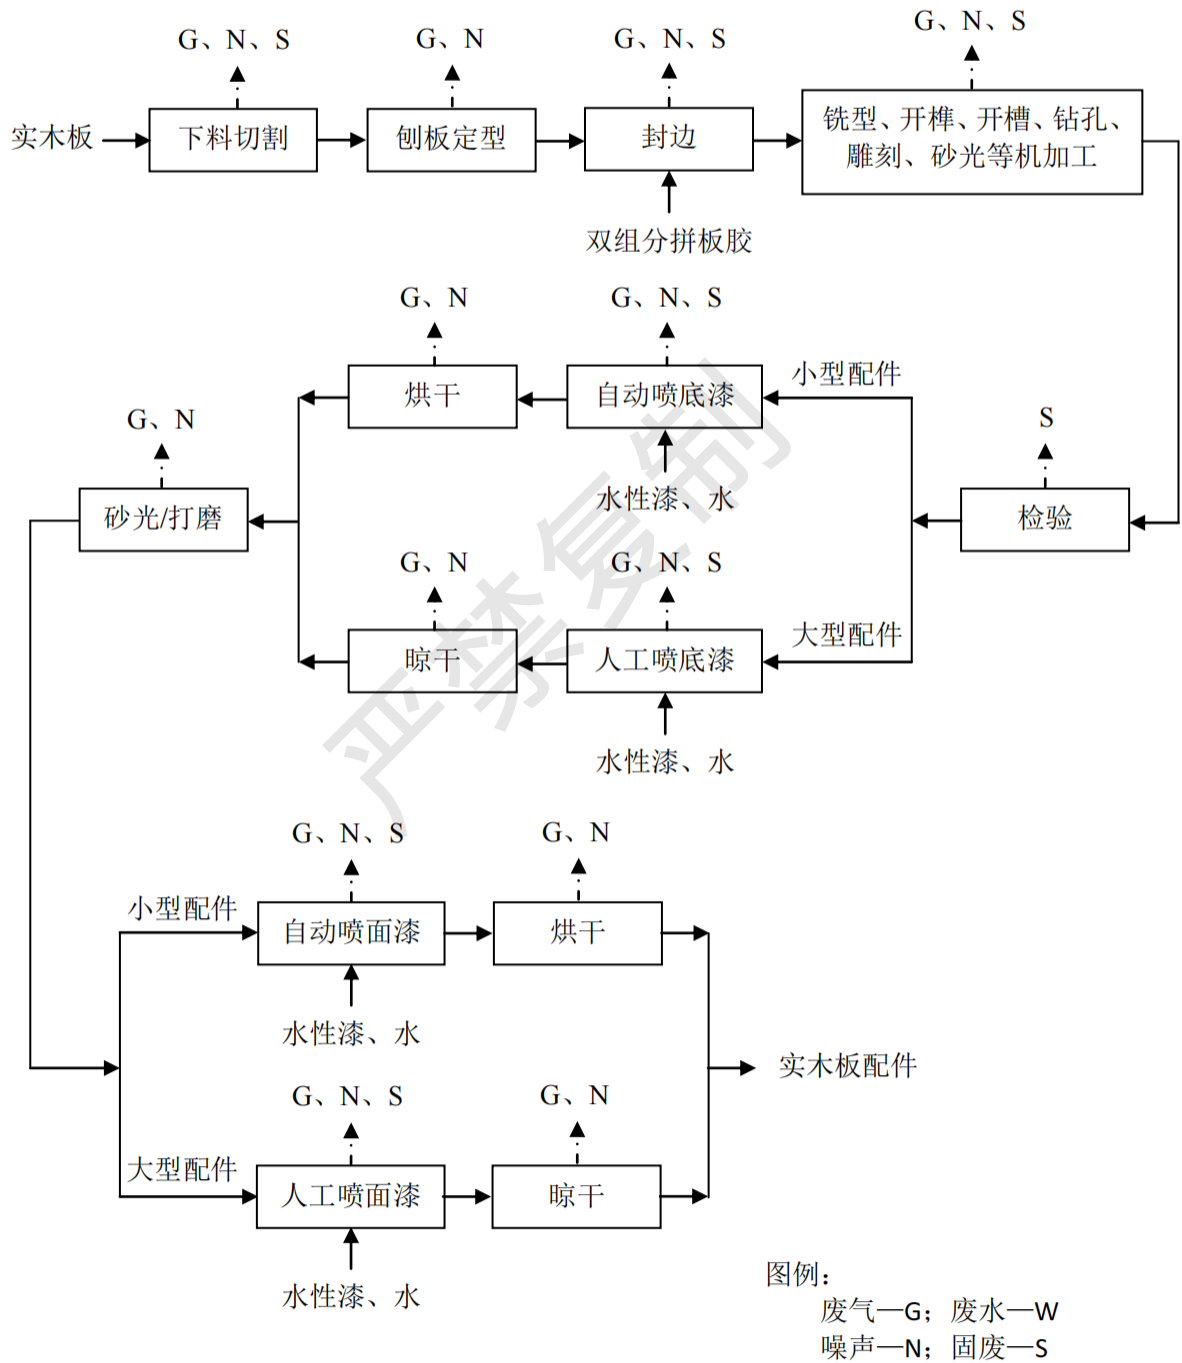 G、N、S
G、N
G、N、S
G、N、S
实木板
下料切割
刨板定型
封边
铣型、开榫、开槽、钻孔、
雕刻、砂光等机加工
双组分拼板胶
G、N
G、N、S
烘干
自动喷底漆
小型配件
G、N
S
水性漆、水
砂光/打磨
检验
G、N
G、N、S
晾干
人工喷底漆
大型配件
水性漆、水
严禁复制
G、N、S
G、N
小型配件
自动喷面漆
烘干
水性漆、水
实木板配件
G、N、S
G、N
大型配件
人工喷面漆
晾干
水性漆、水
图例：
废气—G；废水—W
噪声—N；固废—S